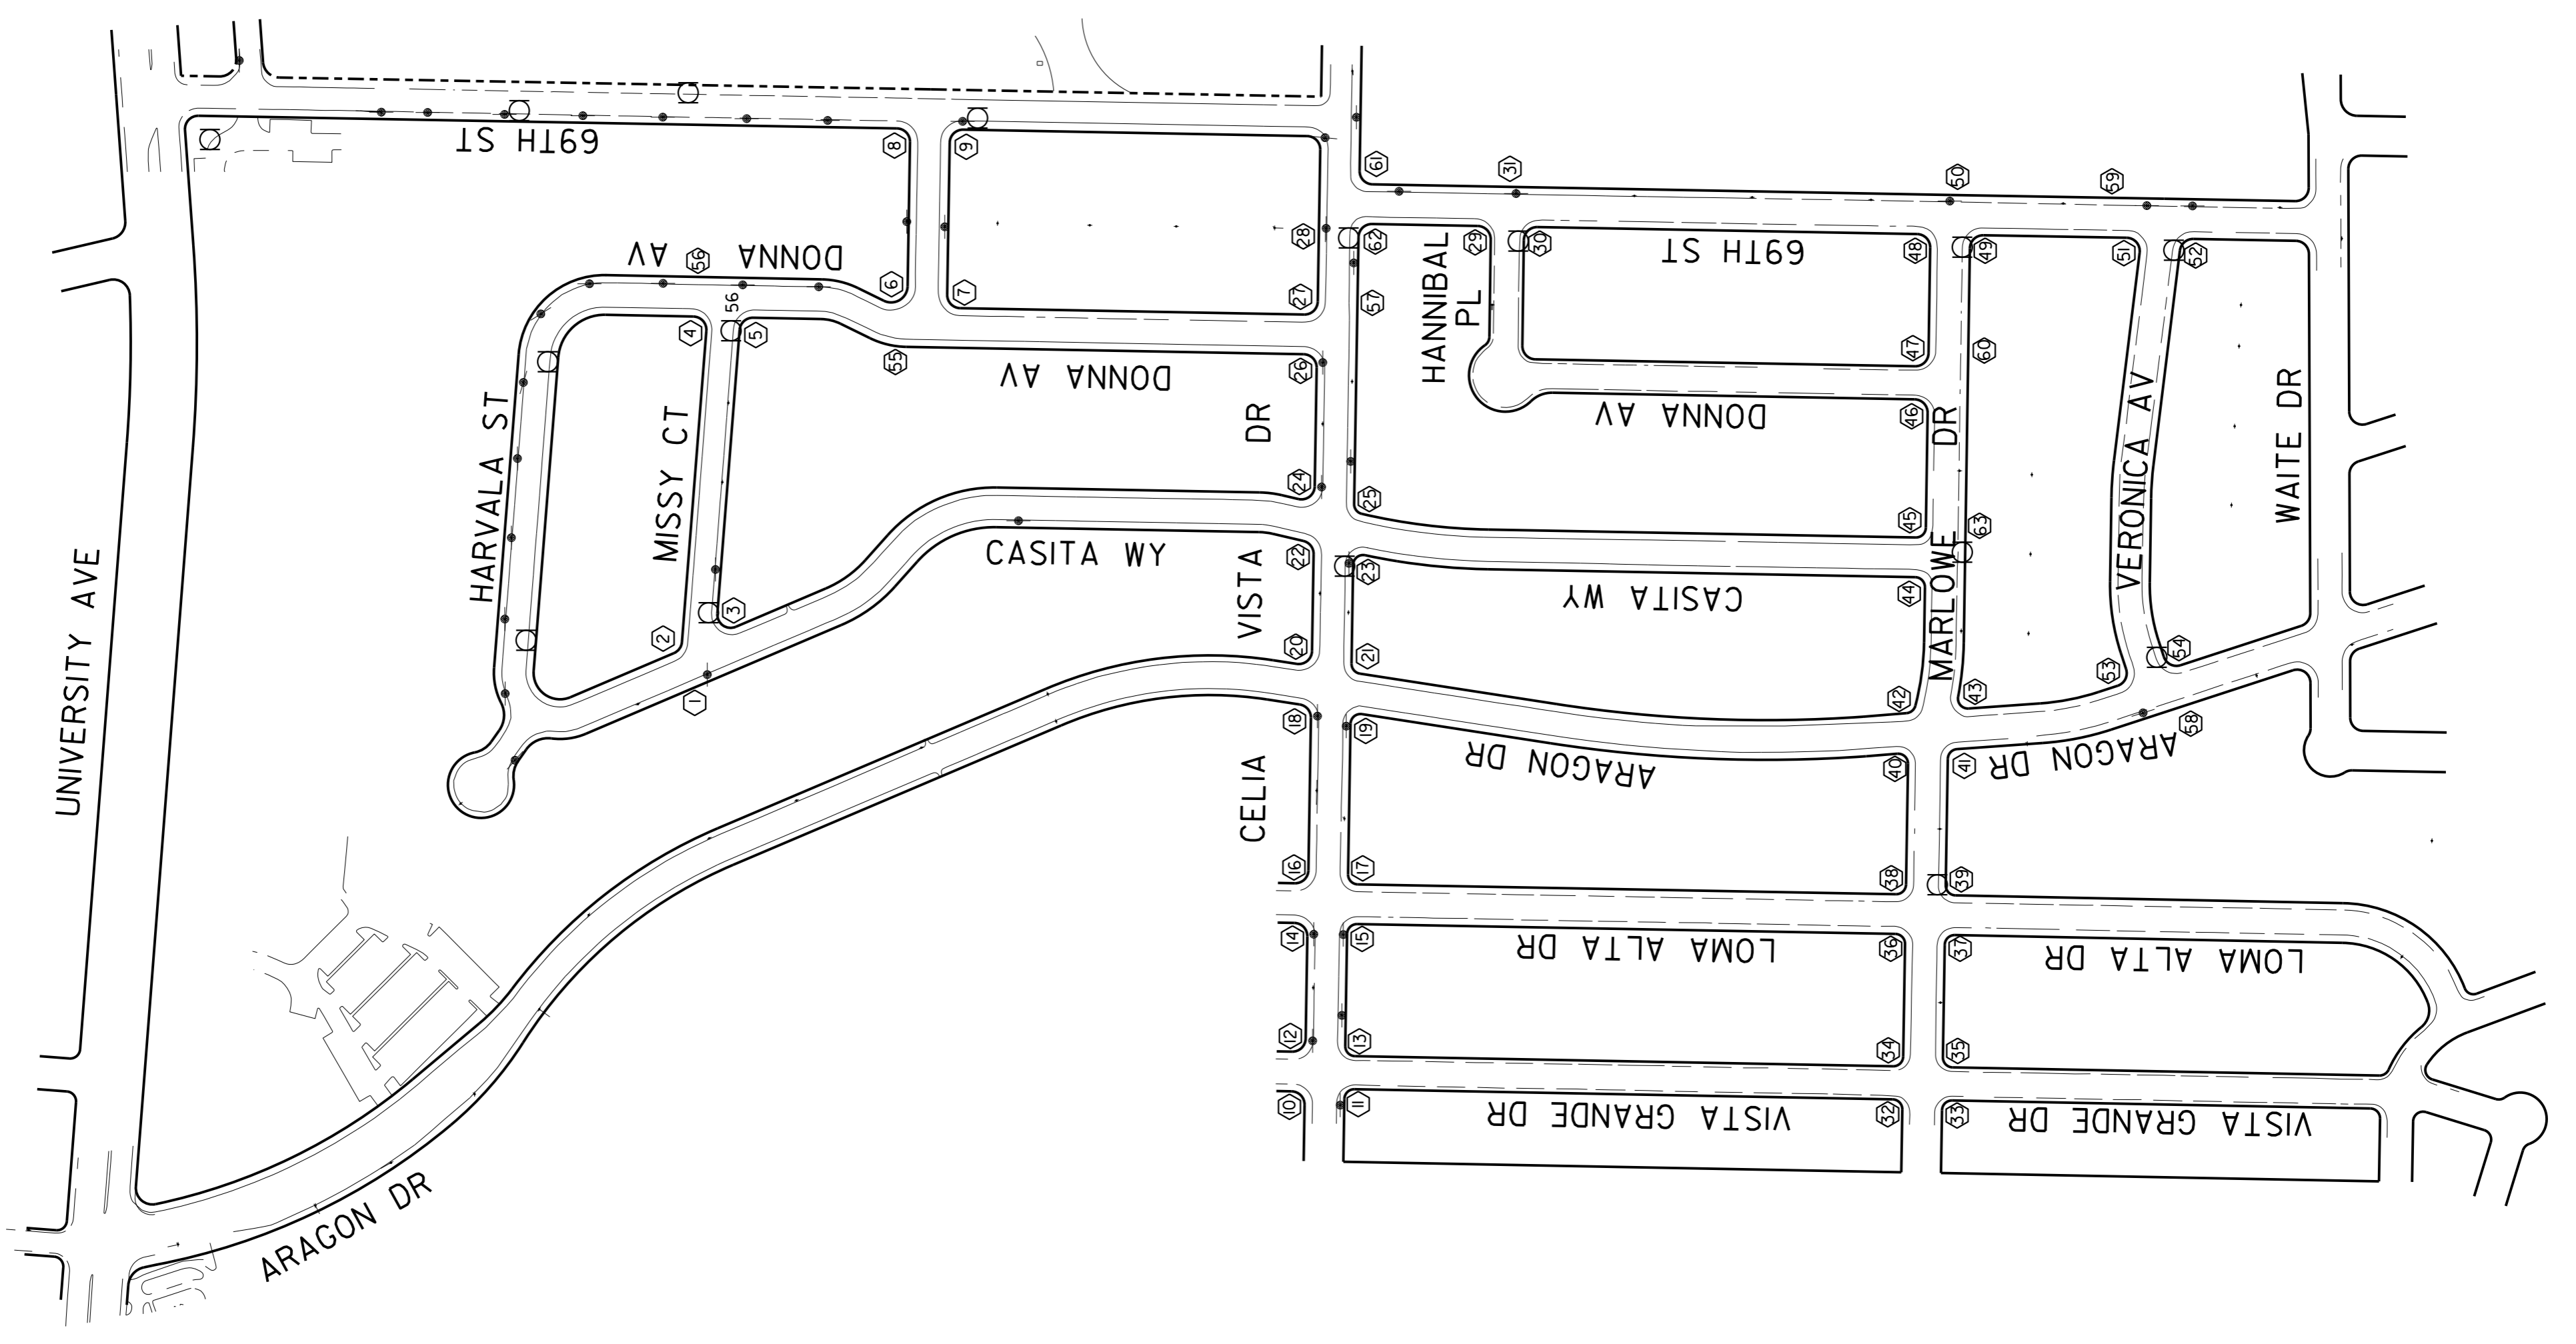 69TH ST
61
31
50
59
8
9
28
62
HANNIBAL PL
29
30
69TH ST
48
49
51
52
DONNA AV
56
6
7
27
57
56
4
5
55
DONNA AV
26
47
60
DONNA AV
46
HARVALA ST
MISSY CT
CELIA VISTA DR
24
25
45
63
MARLOWE DR
VERONICA AV
WAITE DR
UNIVERSITY AVE
CASITA WY
22
23
CASITA WY
44
2
3
20
21
42
43
53
54
1
18
19
ARAGON DR
40
41
ARAGON DR
58
16
17
38
39
14
15
LOMA ALTA DR
36
37
LOMA ALTA DR
12
13
34
35
10
11
VISTA GRANDE DR
32
33
VISTA GRANDE DR
ARAGON DR